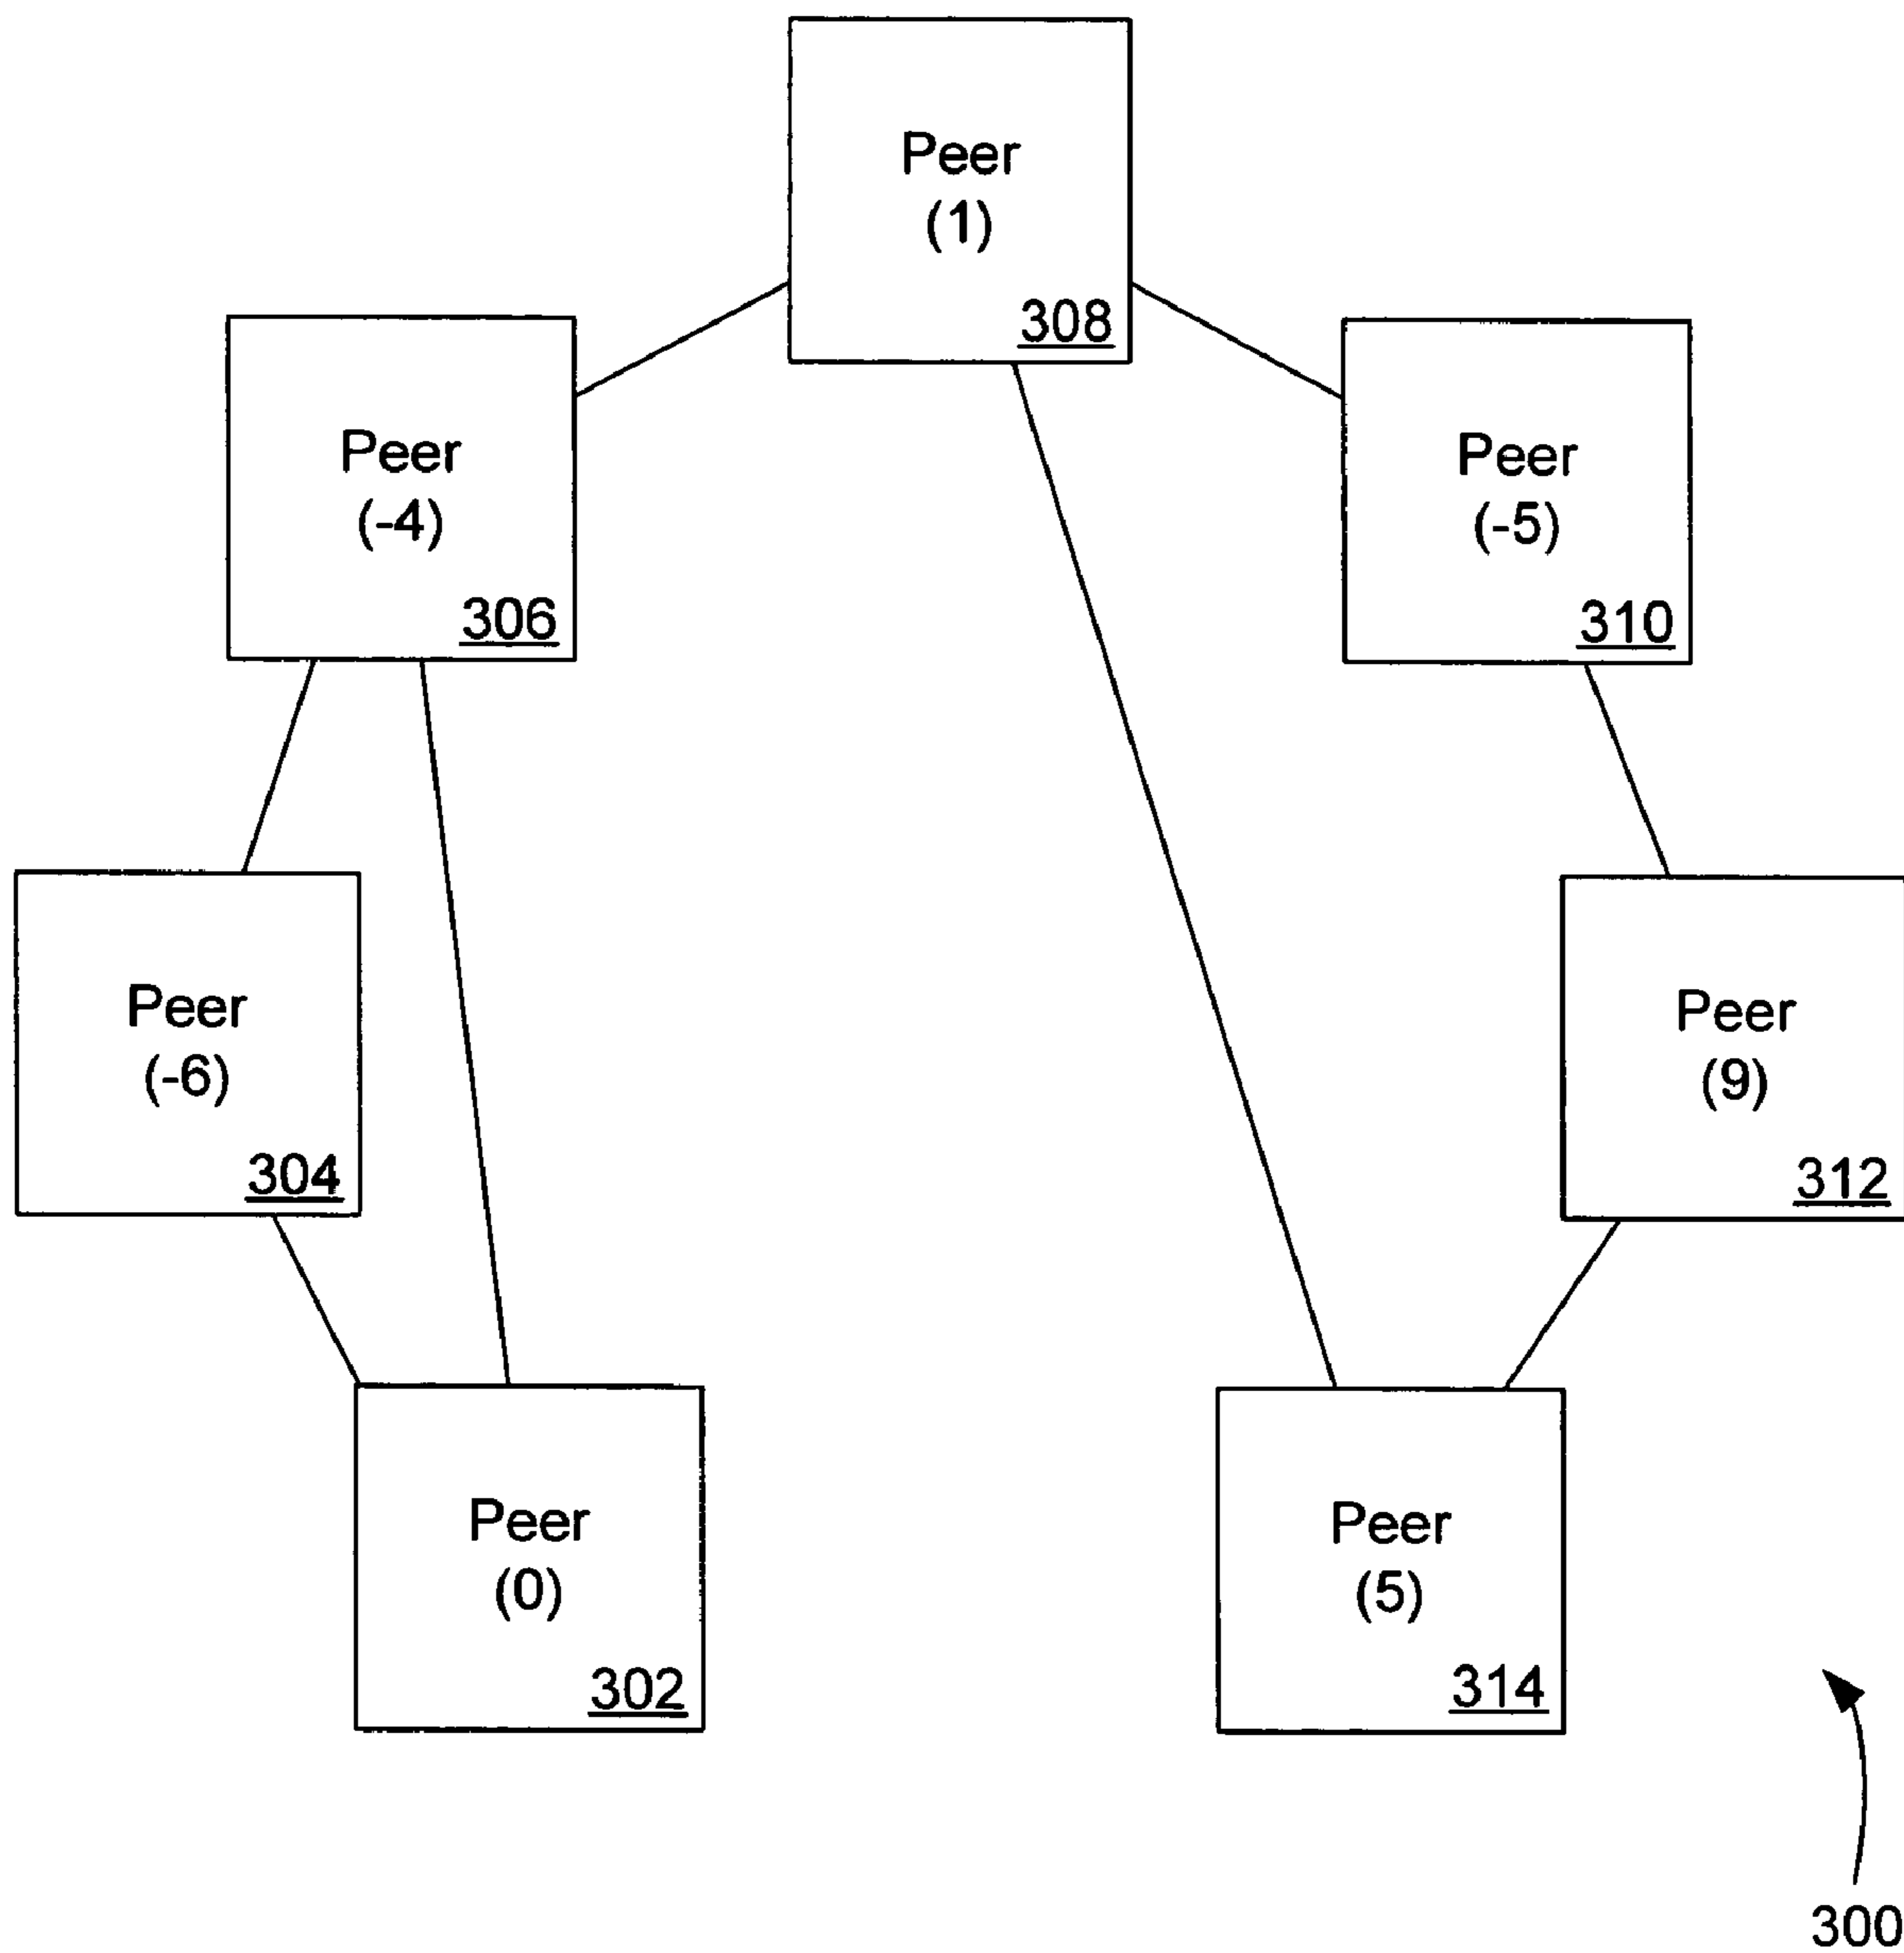 Peer
(1)
308
Peer
(-4)
306
Peer
(-5)
310
Peer
(-6)
304
Peer
(9)
312
Peer
(0)
302
Peer
(5)
314
300